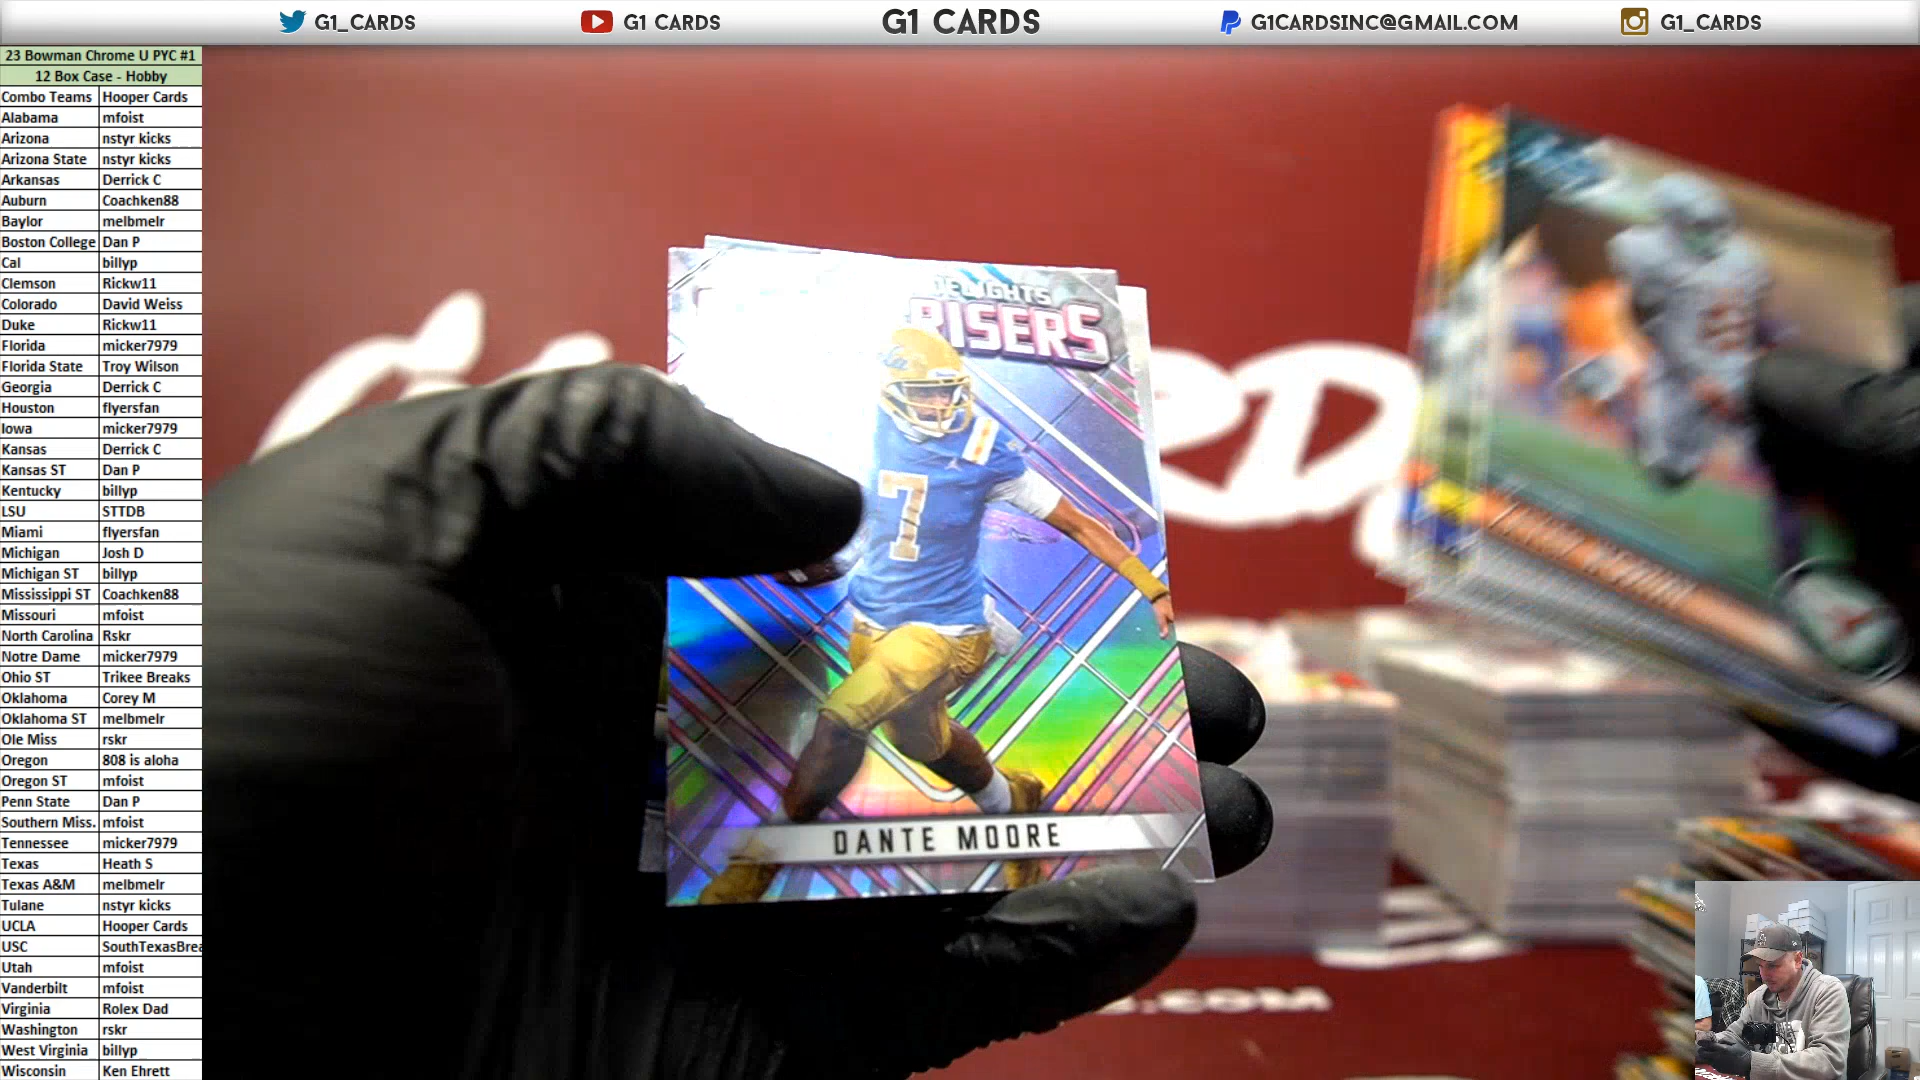 G1_CARDS G1 CARDS G1 CARDS G1CARDSINC@GMAIL.COM G1_CARDS
23 Bowman Chrome U PYC #1
12 Box Case - Hobby
Combo Teams Hooper Cards
Alabama mfoist
Arizona nstyr kicks
Arizona State nstyr kicks
Arkansas Derrick C
Auburn Coachken88
Baylor melbmelr
Boston College Dan P
Cal billyp
Clemson Rickw11
Colorado David Weiss
Duke Rickw11
Florida micker7979
Florida State Troy Wilson
Georgia Derrick C
Houston flyersfan
Iowa micker7979
Kansas Derrick C
Kansas ST Dan P
Kentucky billyp
LSU STTDB
Miami flyersfan
Michigan Josh D
Michigan ST billyp
Mississippi ST Coachken88
Missouri mfoist
North Carolina Rskr
Notre Dame micker7979
Ohio ST Trikee Breaks
Oklahoma Corey M
Oklahoma ST melbmelr
Ole Miss rskr
Oregon 808 is aloha
Oregon ST mfoist
Penn State Dan P
Southern Miss. mfoist
Tennessee micker7979
Texas Heath S
Texas A&M melbmelr
Tulane nstyr kicks
UCLA Hooper Cards
USC SouthTexasBrea
Utah mfoist
Vanderbilt mfoist
Virginia Rolex Dad
Washington rskr
West Virginia billyp
Wisconsin Ken Ehrett
RISERS
7
DANTE MOORE
.COM